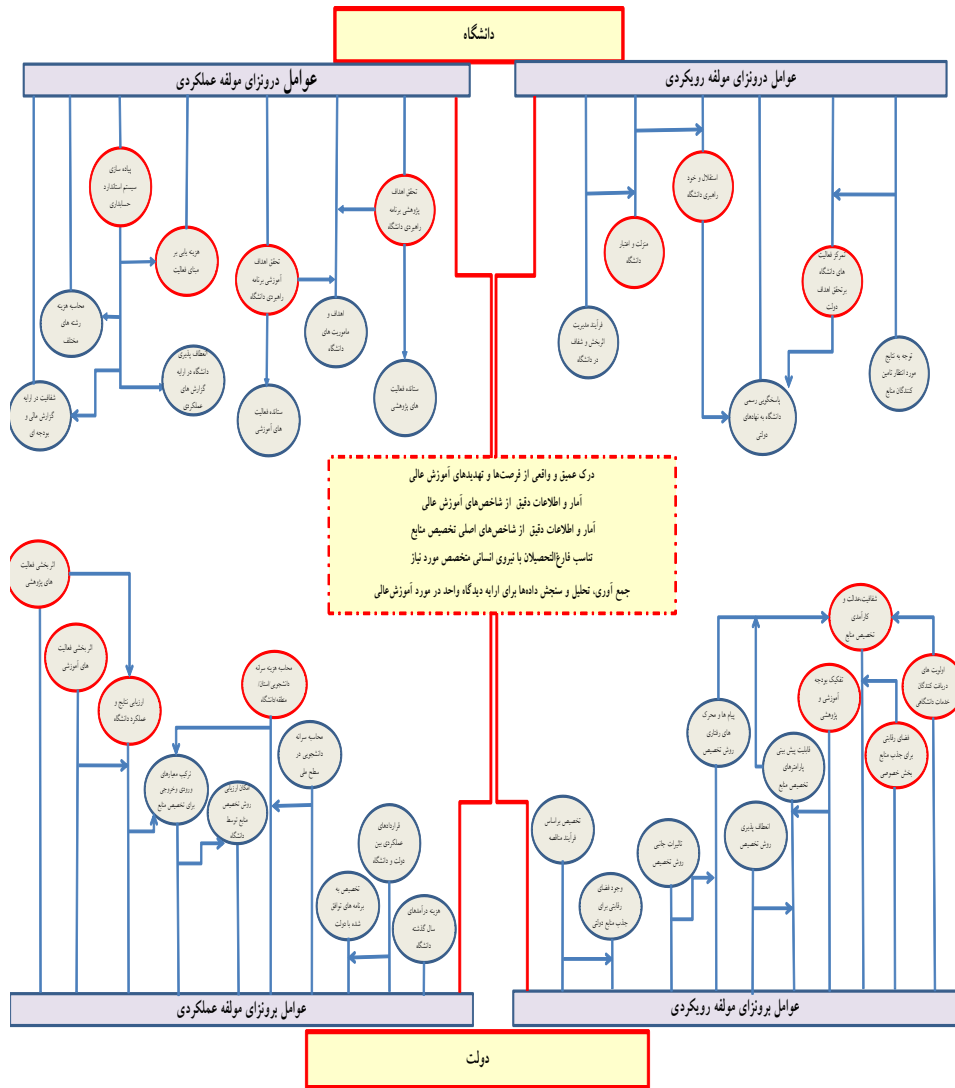 دانشگاه
عوامل درونزای مولفه رویکردی
عوامل درونزای مولفه عملکردی
استقلال و خود
راهبری دانشگاه
منزلت و اعتبار
دانشگاه
تمرکز فعالیت
های دانشگاه
برتحقق اهداف
دولت
فرآیند مدیریت
اثربخش و شفاف
در دانشگاه
توجه به نتایج
مورد انتظار تامین
کنندگان منابع
پاسخگویی رسمی
دانشگاه به نهادهای
دولتی
پیاده سازی
سیستم استاندارد
حسابداری
تحقق اهداف
پژوهشی برنامه
راهبردی دانشگاه
هزینه یابی بر
مبنای فعالیت
تحقق اهداف
آموزشی برنامه
راهبردی دانشگاه
محاسبه هزینه
رشته های
مختلف
اهداف و
ماموریت های
دانشگاه
انعطاف پذیری
دانشگاه در ارایه
گزارش های
عملکردی
ستانده فعالیت
های پژوهشی
شفافیت در ارایه
گزارش مالی و
بودجه ای
ستانده فعالیت
های آموزشی
درک عمیق و واقعی از فرصت‌ها و تهدیدهای آموزش عالی
آمار و اطلاعات دقیق از شاخص‌های آموزش عالی
آمار و اطلاعات دقیق از شاخص‌های اصلی تخصیص منابع
تناسب فارغ‌التحصیلان با نیروی انسانی متخصص مورد نیاز
جمع آوری، تحلیل و سنجش داده‌ها برای ارایه دیدگاه واحد در مورد آموزش‌عالی
شفافیت،عدالت و
کارآمدی
تخصیص منابع
اولویت های
دریافت کنندگان
خدمات دانشگاهی
تفکیک بودجه
آموزشی و
پژوهشی
پیام ها و محرک
های رفتاری
روش تخصیص
فضای رقابتی
برای جذب منابع
بخش خصوصی
قابلیت پیش بینی
پارامترهای
تخصیص منابع
تخصیص براساس
فرآیند مناقصه
انعطاف پذیری
روش تخصیص
تاثیرات جانبی
روش تخصیص
وجود فضای
رقابتی برای
جذب منابع دولتی
اثر بخشی فعالیت
های پژوهشی
اثر بخشی فعالیت
های آموزشی
محاسبه هزینه سرانه
دانشجویی استان/
منطقه/دانشگاه
ارزیابی نتایج و
عملکرد دانشگاه
محاسبه سرانه
دانشجویی در
سطح ملی
ترکیب معیارهای
ورودی وخروجی
برای تخصیص منابع
امکان ارزیابی
روش تخصیص
منابع توسط
دانشگاه
قراردادهای
عملکردی بین
دولت و دانشگاه
تخصیص به
برنامه های توافق
شده با دولت
هزینه درآمدهای
سال گذشته
دانشگاه
عوامل برونزای مولفه رویکردی
عوامل برونزای مولفه عملکردی
دولت